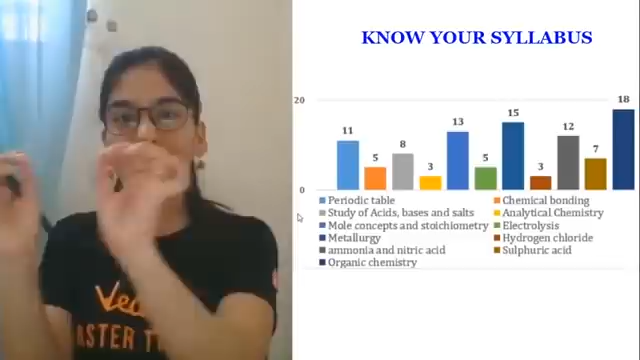 KNOW YOUR SYLLABUS
20
18
15
13
12
11
8
7
5
5
3
3
0
Periodic table
Chemical bonding
Study of Acids, bases and salts
Analytical Chemistry
Mole concepts and stoichiometry
Electrolysis
Metallurgy
Hydrogen chloride
ammonia and nitric acid
Sulphuric acid
Organic chemistry
ASTER